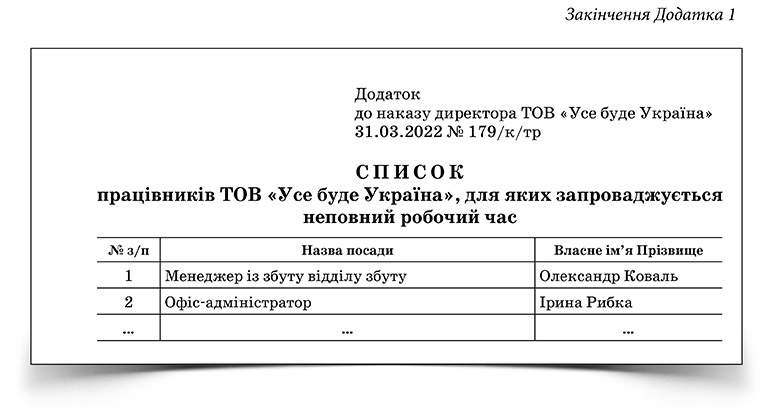 Закінчення Додатка 1
Додаток
до наказу директора ТОВ «Усе буде Україна»
31.03.2022 № 179/к/тр
СПИСОК
працівників ТОВ «Усе буде Україна», для яких запроваджується
неповний робочий час
№ з/п Назва посади Власне ім’я Прізвище
1 Менеджер із збуту відділу збуту Олександр Коваль
2 Офіс-адміністратор Ірина Рибка
... ... ...